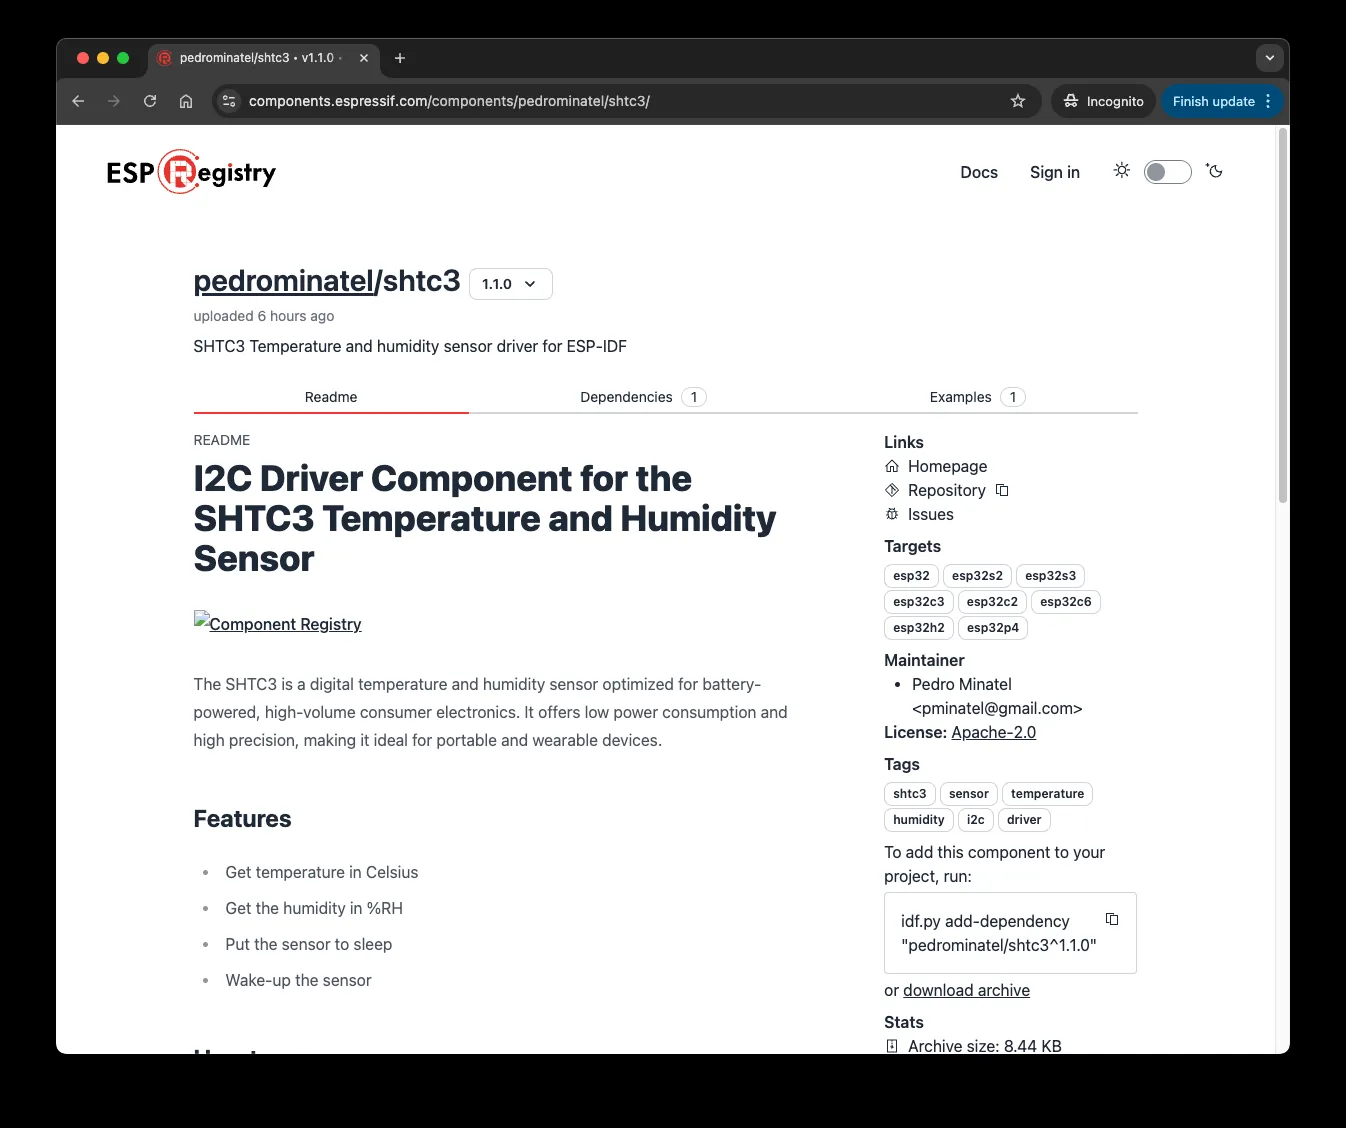 pedrominatel/shtc3 • v1.1.0 •
components.espressif.com/components/pedrominatel/shtc3/
Incognito
Finish update
ESP Registry
Docs
Sign in
pedrominatel/shtc3
1.1.0
uploaded 6 hours ago
SHTC3 Temperature and humidity sensor driver for ESP-IDF
Readme
Dependencies 1
Examples 1
README
I2C Driver Component for the
SHTC3 Temperature and Humidity
Sensor
Component Registry
The SHTC3 is a digital temperature and humidity sensor optimized for battery-
powered, high-volume consumer electronics. It offers low power consumption and
high precision, making it ideal for portable and wearable devices.
Features
Get temperature in Celsius
Get the humidity in %RH
Put the sensor to sleep
Wake-up the sensor
Links
Homepage
Repository
Issues
Targets
esp32 esp32s2 esp32s3
esp32c3 esp32c2 esp32c6
esp32h2 esp32p4
Maintainer
Pedro Minatel
<pminatel@gmail.com>
License: Apache-2.0
Tags
shtc3 sensor temperature
humidity i2c driver
To add this component to your
project, run:
idf.py add-dependency
"pedrominatel/shtc3^1.1.0"
or download archive
Stats
Archive size: 8.44 KB